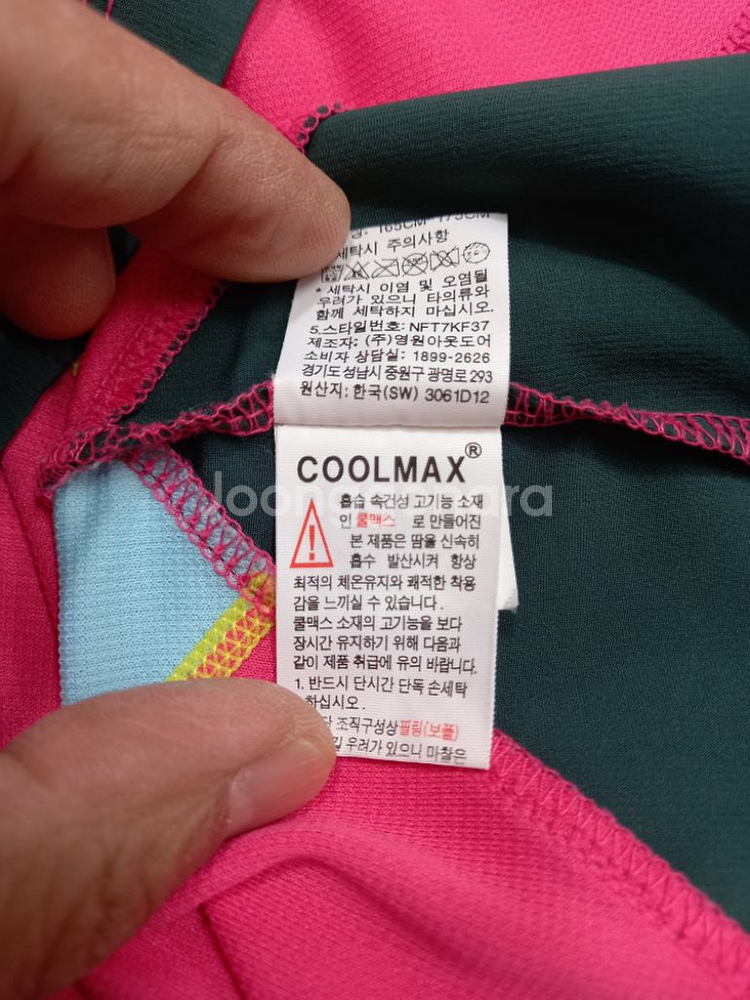 165CM 175CM
세탁시 주의사항
* 세탁시 이염 및 오염될
우려가 있으니 타의류와
함께 세탁하지 마십시오.
5.스타일번호: NFT7KF37
제조자: (주)영원아웃도어
소비자 상담실: 1899-2626
경기도 성남시 중원구 광명로 293
원산지: 한국(SW) 3061D12
COOLMAX®
흡습 속건성 고기능 소재
인 쿨맥스 로 만들어진
본 제품은 땀을 신속히
흡수 발산시켜 항상
최적의 체온유지와 쾌적한 착용
감을 느끼실 수 있습니다.
쿨맥스 소재의 고기능을 보다
장시간 유지하기 위해 다음과
같이 제품 취급에 유의 바랍니다.
1. 반드시 단시간 단독 손세탁
하십시오.
단 조직구성상 필링(보풀)
우려가 있으니 마찰은